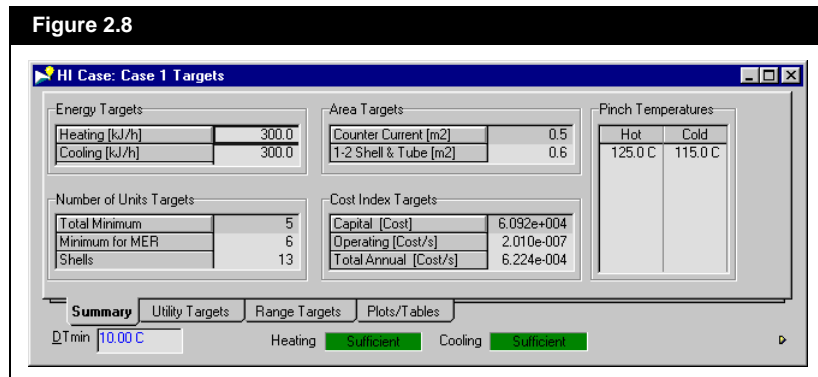 Figure 2.8
HI Case: Case 1 Targets
Energy Targets
Heating [kJ/h] 300.0
Cooling [kJ/h] 300.0
Area Targets
Counter Current [m2] 0.5
1-2 Shell & Tube [m2] 0.6
Pinch Temperatures
Hot Cold
125.0 C 115.0 C
Number of Units Targets
Total Minimum 5
Minimum for MER 6
Shells 13
Cost Index Targets
Capital [Cost] 6.092e+004
Operating [Cost/s] 2.010e-007
Total Annual [Cost/s] 6.224e-004
Summary Utility Targets Range Targets Plots/Tables
DTmin 10.00 C Heating Sufficient Cooling Sufficient